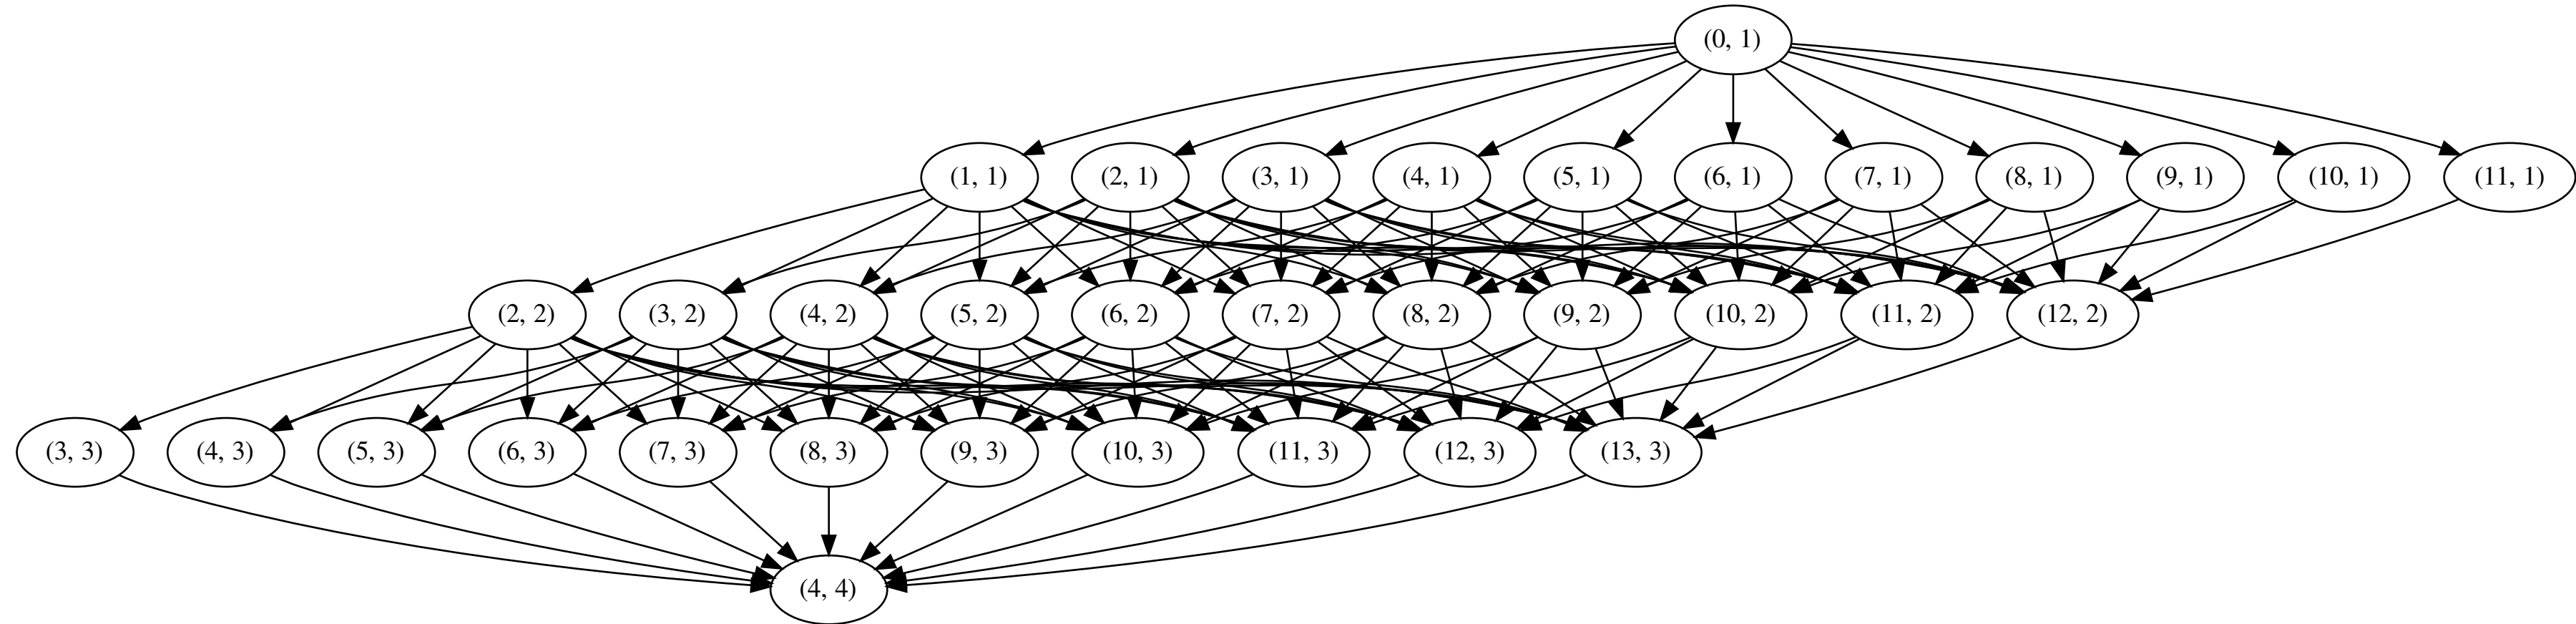 (0, 1)
(1, 1) (2, 1) (3, 1) (4, 1) (5, 1) (6, 1) (7, 1) (8, 1) (9, 1) (10, 1) (11, 1)
(2, 2) (3, 2) (4, 2) (5, 2) (6, 2) (7, 2) (8, 2) (9, 2) (10, 2) (11, 2) (12, 2)
(3, 3) (4, 3) (5, 3) (6, 3) (7, 3) (8, 3) (9, 3) (10, 3) (11, 3) (12, 3) (13, 3)
(4, 4)